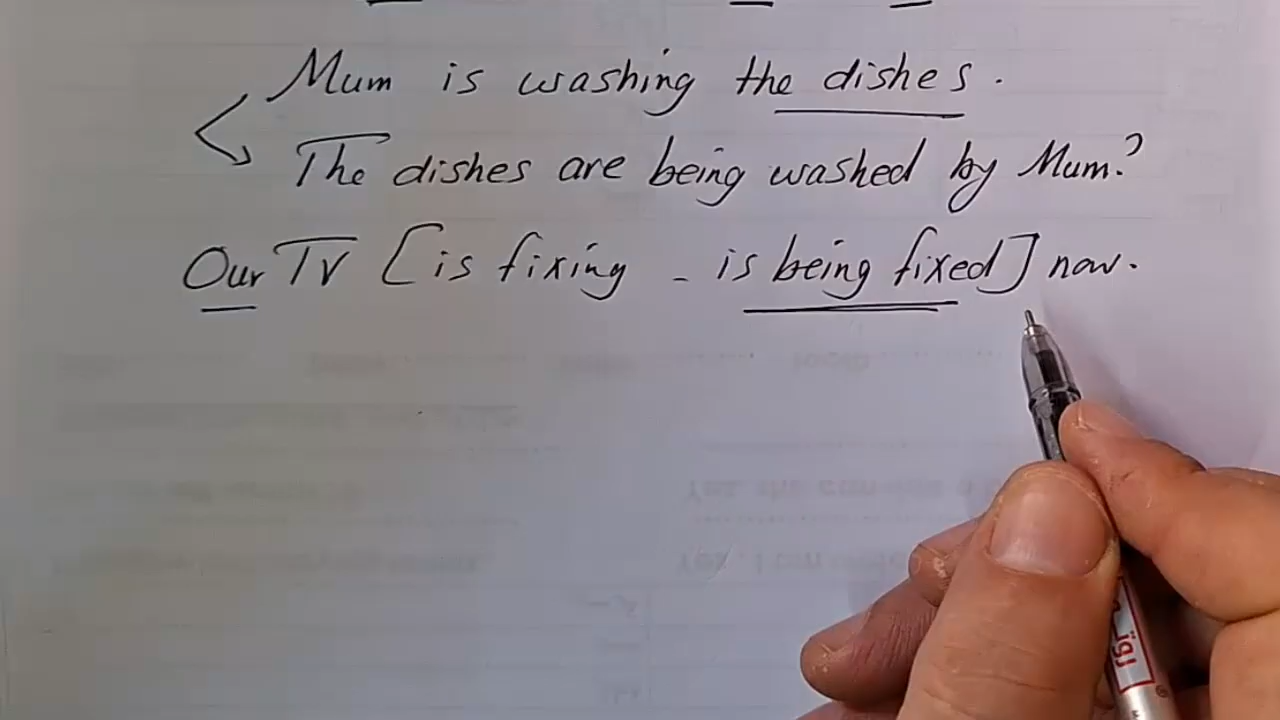 Mum is washing the dishes.
The dishes are being washed by Mum?
Our TV [is fixing - is being fixed] now.